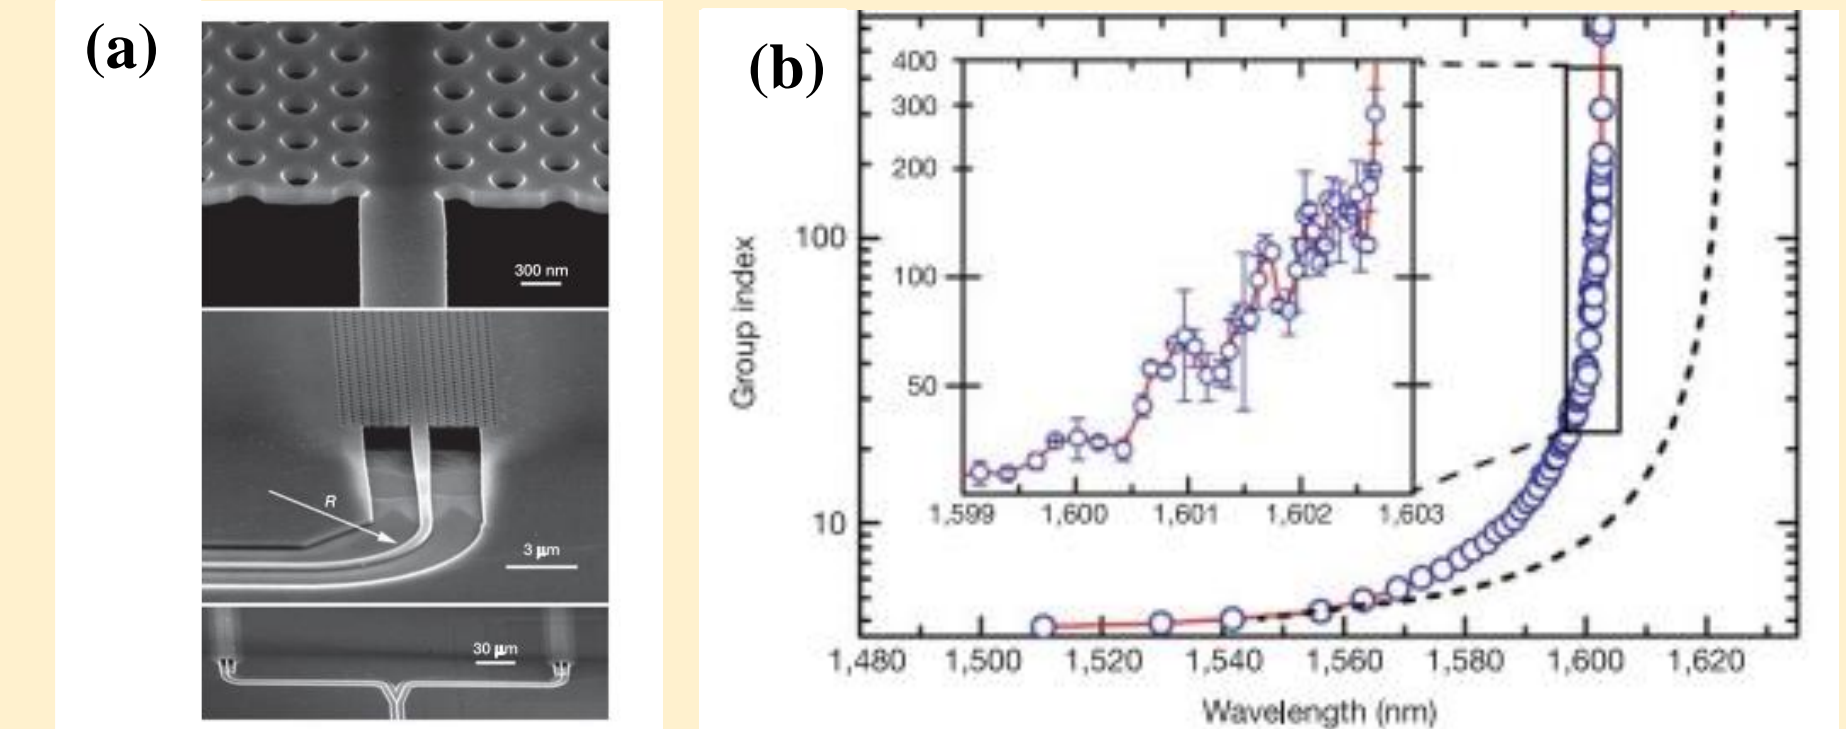 (a)
300 nm
R
3 μm
30 μm
(b)
Group index
100
10
400
300
200
100
50
1,599 1,600 1,601 1,602 1,603
1,480 1,500 1,520 1,540 1,560 1,580 1,600 1,620
Wavelength (nm)